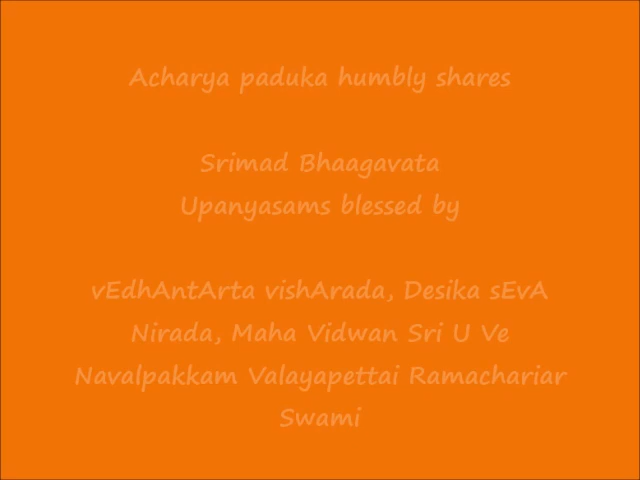 Acharya paduka humbly shares
Srimad Bhaagavata
Upanyasams blessed by
vEdhAntArta vishArada, Desika sEvA
Nirada, Maha Vidwan Sri U Ve
Navalpakkam Valayapettai Ramachariar
Swami